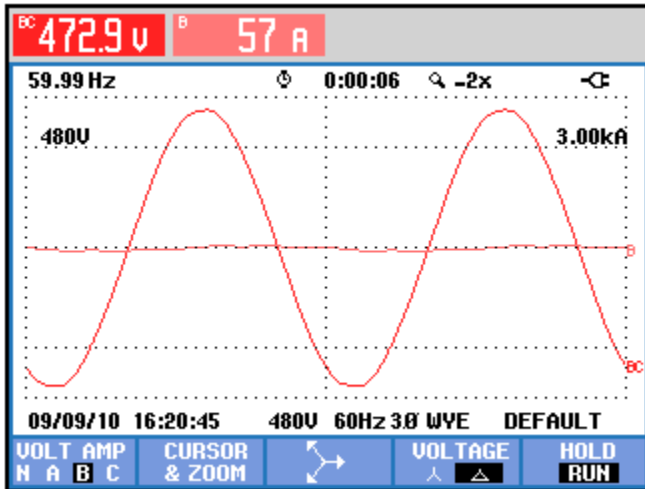 BC 472.9 V B 57 A
59.99 Hz 0:00:06 -2x
480V 3.00kA
B
BC
09/09/10 16:20:45 480V 60Hz 3Ø WYE DEFAULT
VOLT AMP CURSOR VOLTAGE HOLD
N A B C & ZOOM RUN